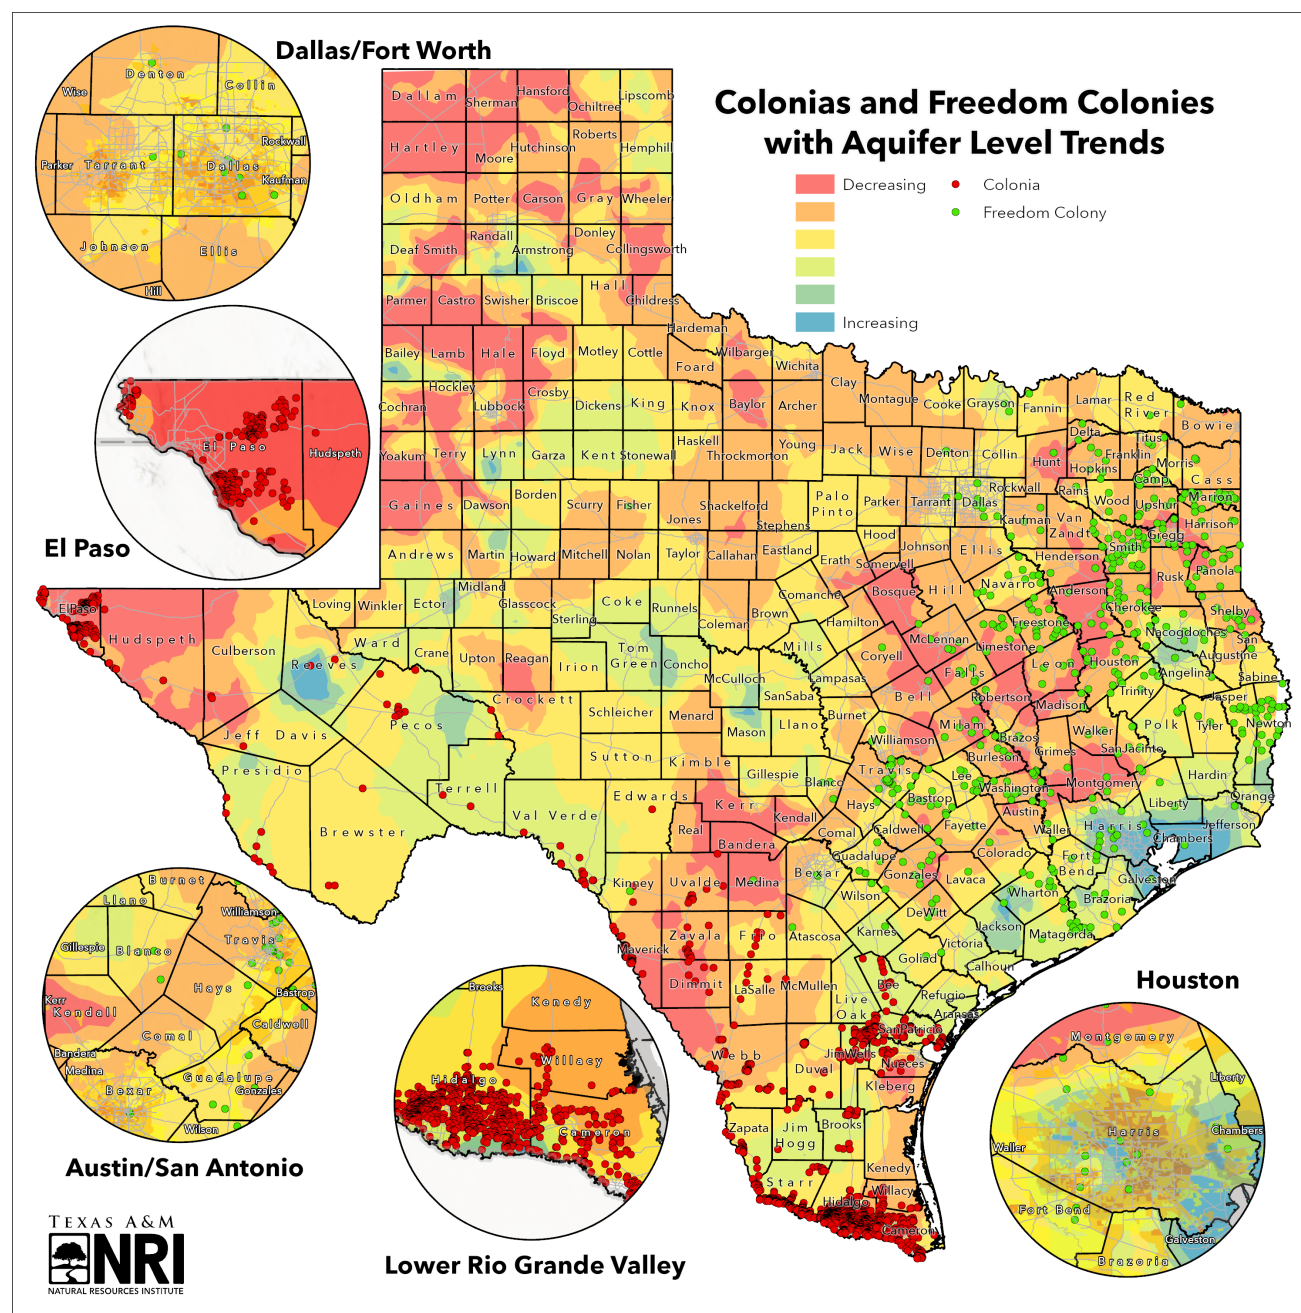 Dallas/Fort Worth
Colonias and Freedom Colonies
with Aquifer Level Trends
Decreasing
Increasing
Colonia
Freedom Colony
Denton
Collin
Wise
Rockwall
Parker
Tarrant
Dallas
Kaufman
Johnson
Ellis
Hill
El Paso
Hudspeth
El Paso
Dallam
Sherman
Hansford
Ochiltree
Lipscomb
Hartley
Moore
Hutchinson
Roberts
Hemphill
Oldham
Potter
Carson
Gray
Wheeler
Deaf Smith
Randall
Armstrong
Donley
Collingsworth
Parmer
Castro
Swisher
Briscoe
Hall
Childress
Hardeman
Bailey
Lamb
Hale
Floyd
Motley
Cottle
Foard
Wilbarger
Wichita
Clay
Cochran
Hockley
Lubbock
Crosby
Dickens
King
Knox
Baylor
Archer
Montague
Cooke
Grayson
Fannin
Lamar
Red
River
Bowie
Yoakum
Terry
Lynn
Garza
Kent
Stonewall
Haskell
Throckmorton
Young
Jack
Wise
Denton
Collin
Hunt
Delta
Hopkins
Titus
Franklin
Morris
Camp
Cass
Gaines
Dawson
Borden
Scurry
Fisher
Jones
Shackelford
Stephens
Palo
Pinto
Parker
Tarrant
Dallas
Rockwall
Kaufman
Rains
Wood
Upshur
Marion
Van
Zandt
Smith
Gregg
Harrison
Andrews
Martin
Howard
Mitchell
Nolan
Taylor
Callahan
Eastland
Erath
Hood
Somervell
Johnson
Ellis
Henderson
Rusk
Panola
ElPaso
Hudspeth
Culberson
Loving
Winkler
Ector
Midland
Glasscock
Sterling
Coke
Runnels
Coleman
Brown
Comanche
Hamilton
Bosque
Hill
Navarro
Anderson
Cherokee
Shelby
Reeves
Ward
Crane
Upton
Reagan
Irion
Tom
Green
Concho
McCulloch
Mills
Lampasas
Coryell
McLennan
Limestone
Freestone
Leon
Houston
Nacogdoches
San
Augustine
Sabine
Angelina
Jeff Davis
Pecos
Crockett
Schleicher
Menard
Mason
SanSaba
Llano
Burnet
Bell
Falls
Robertson
Milam
Madison
Trinity
Polk
Tyler
Jasper
Newton
Presidio
Brewster
Terrell
Val Verde
Sutton
Kimble
Gillespie
Blanco
Edwards
Kerr
Kendall
Real
Bandera
Williamson
Travis
Hays
Comal
Caldwell
Bastrop
Lee
Brazos
Burleson
Washington
Grimes
Walker
SanJacinto
Montgomery
Hardin
Liberty
Orange
Jefferson
Chambers
Harris
Waller
Austin
Fayette
Colorado
Fort
Bend
Galveston
Brazoria
Wharton
Matagorda
Jackson
Lavaca
Gonzales
Guadalupe
Bexar
Wilson
DeWitt
Karnes
Victoria
Goliad
Calhoun
Kinney
Uvalde
Medina
Maverick
Zavala
Frio
Atascosa
Dimmit
LaSalle
McMullen
Live
Oak
Bee
Refugio
Aransas
SanPatricio
Webb
Duval
JimWells
Nueces
Kleberg
Zapata
Jim
Hogg
Brooks
Kenedy
Starr
Hidalgo
Willacy
Cameron
Burnet
Llano
Williamson
Gillespie
Blanco
Travis
Hays
Kerr
Kendall
Bastrop
Caldwell
Comal
Bandera
Medina
Guadalupe
Bexar
Gonzales
Wilson
Austin/San Antonio
Brooks
Kenedy
Willacy
Hidalgo
Cameron
Lower Rio Grande Valley
Houston
Montgomery
Liberty
Harris
Chambers
Waller
Fort Bend
Galveston
Brazoria
TEXAS A&M
NRI
NATURAL RESOURCES INSTITUTE